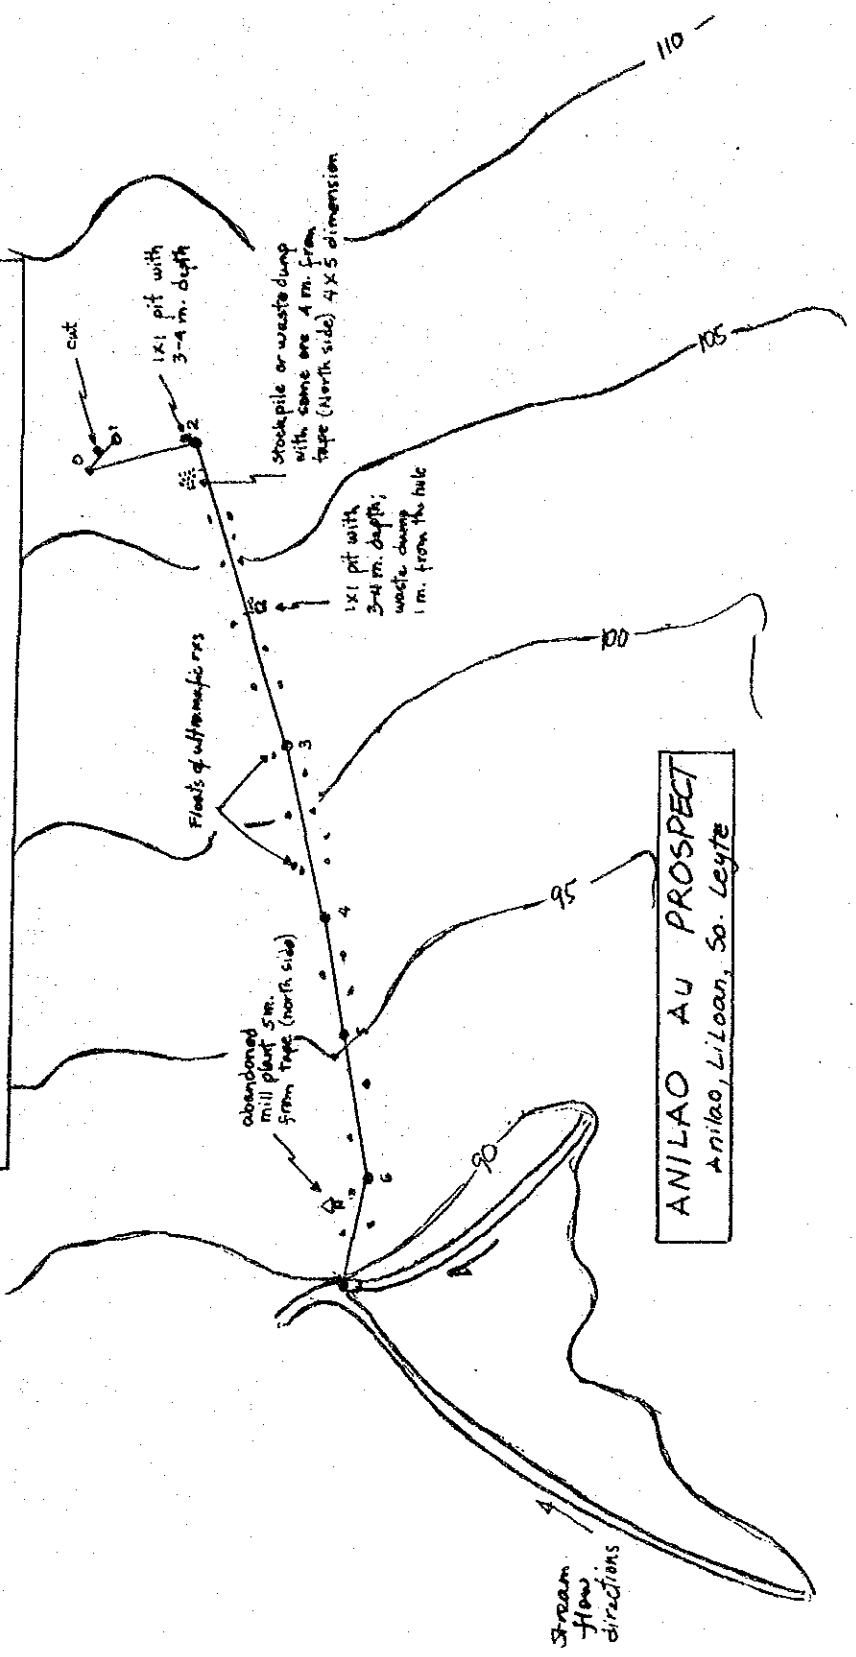 cut
0
0'
1x1 pit with
3-4 m. depth
2
Stockpile or waste dump
with some ore 4 m. from
tape (North side) 4x5 dimension
1x1 pit with
3-4 m. depth;
waste dump
1 m. from the hole
Floats of ultramafic rxs
3
4
abandoned
mill plant 5m.
from tape (north side)
5
6
110
105
100
95
90
Stream
flow
directions
ANILAO Au PROSPECT
Anilao, LiLoan, So. Leyte